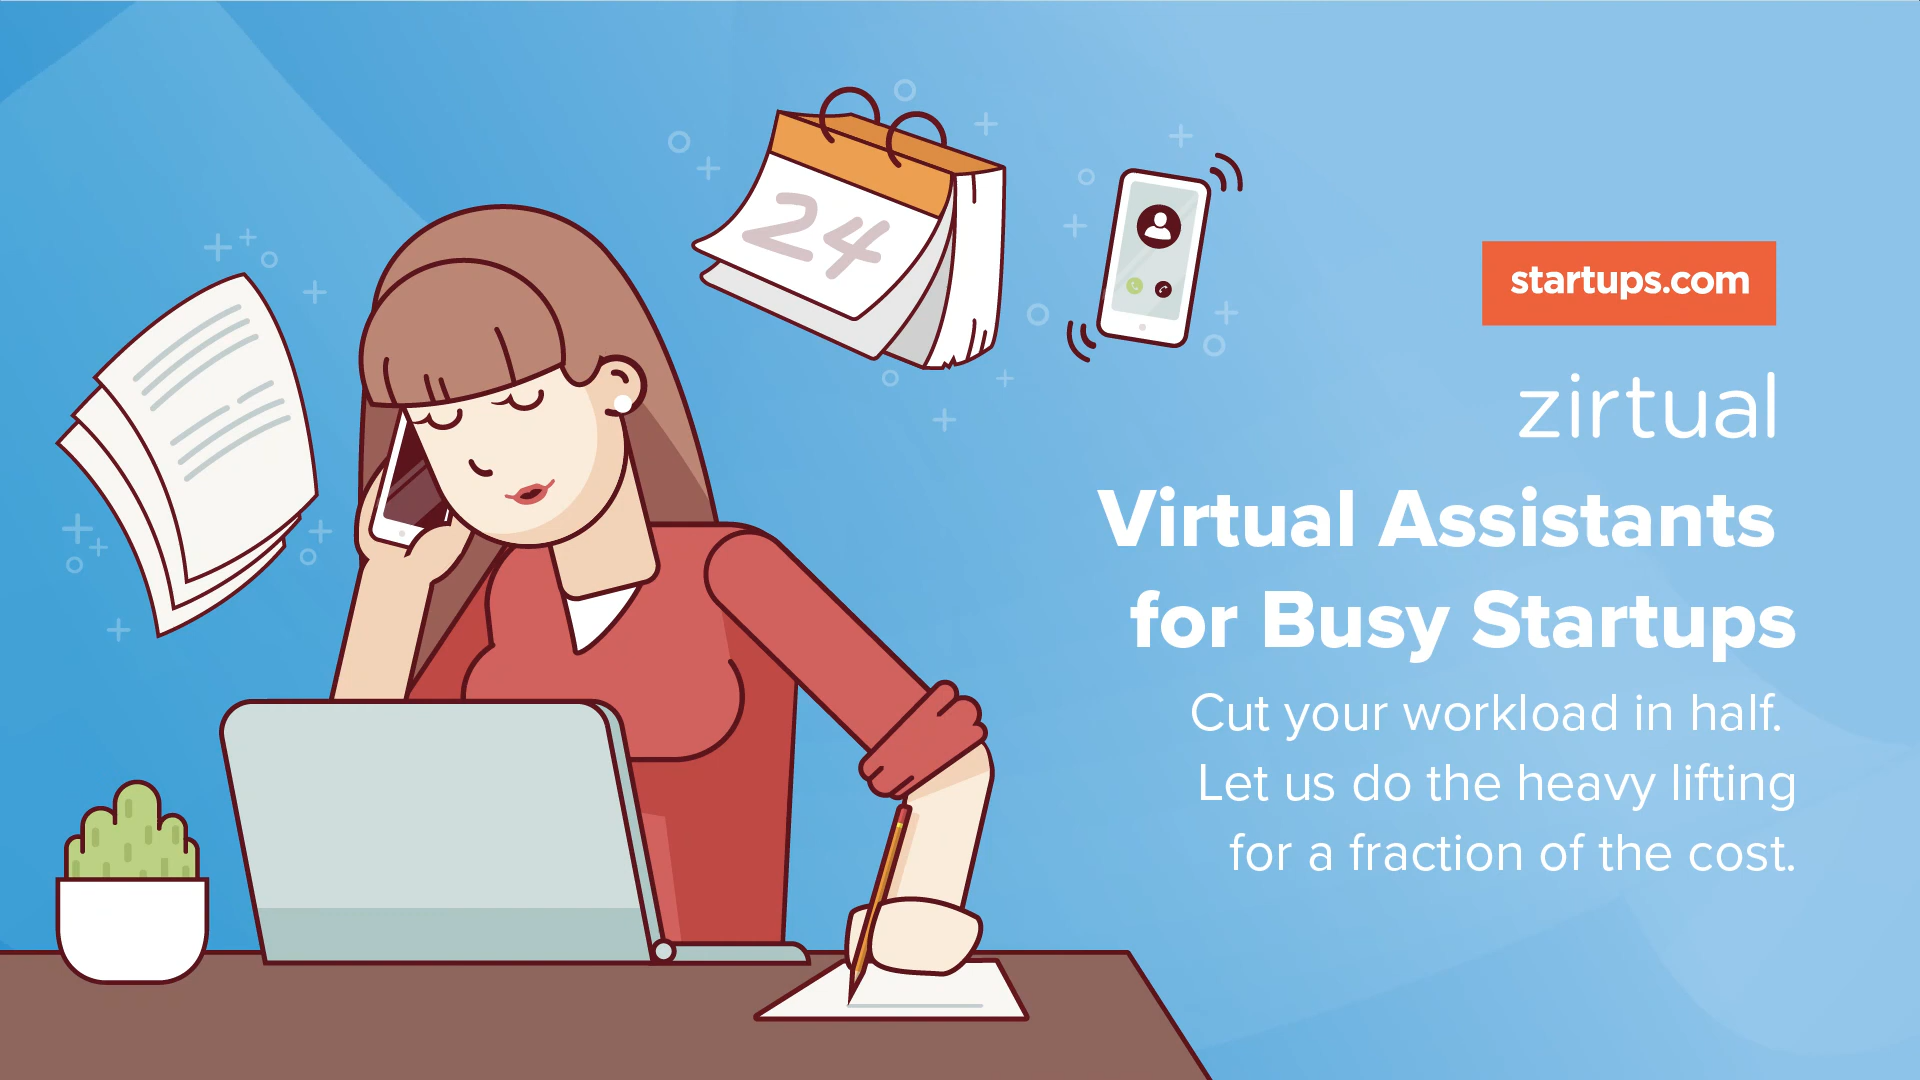 24
startups.com
zirtual
Virtual Assistants
for Busy Startups
Cut your workload in half.
Let us do the heavy lifting
for a fraction of the cost.